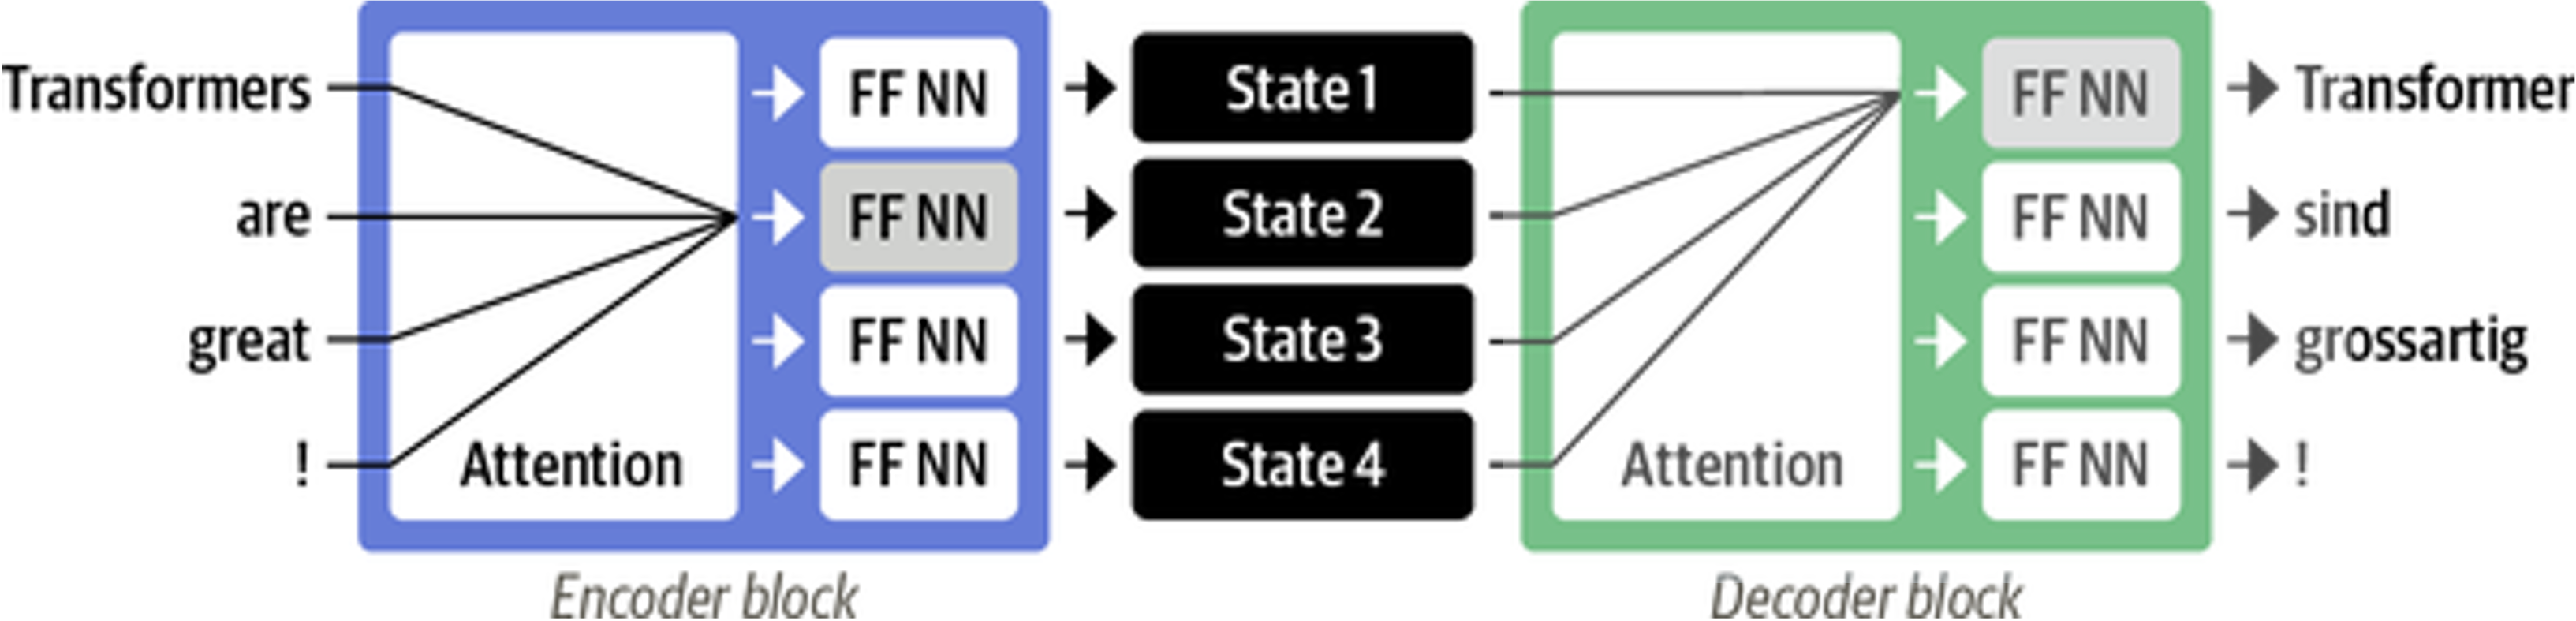 Transformers FF NN State 1 FF NN Transformer
are FF NN State 2 FF NN sind
great FF NN State 3 FF NN grossartig
! Attention FF NN State 4 Attention FF NN !
Encoder block Decoder block